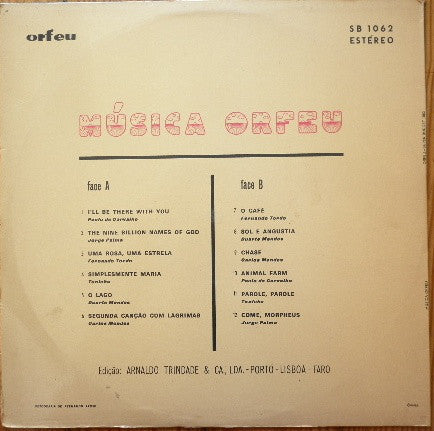 orfeu
SB 1062
ESTÉREO
MÚSICA ORFEU
face A
1 I'LL BE THERE WITH YOU
Paulo de Carvalho
2 THE NINE BILLION NAMES OF GOD
Jorge Palma
3 UMA ROSA, UMA ESTRELA
Fernando Tordo
4 SIMPLESMENTE MARIA
Tonicha
5 O LAGO
Duarte Mendes
6 SEGUNDA CANÇÃO COM LÁGRIMAS
Carlos Mendes
face B
7 O CAFÉ
Fernando Tordo
8 SOL E ANGUSTIA
Duarte Mendes
9 CHASE
Carlos Mendes
10 ANIMAL FARM
Paulo de Carvalho
11 PAROLE, PAROLE
Tonicha
12 COME, MORPHEUS
Jorge Palma
Edição: ARNALDO TRINDADE & CA., LDA. - PORTO - LISBOA - FARO